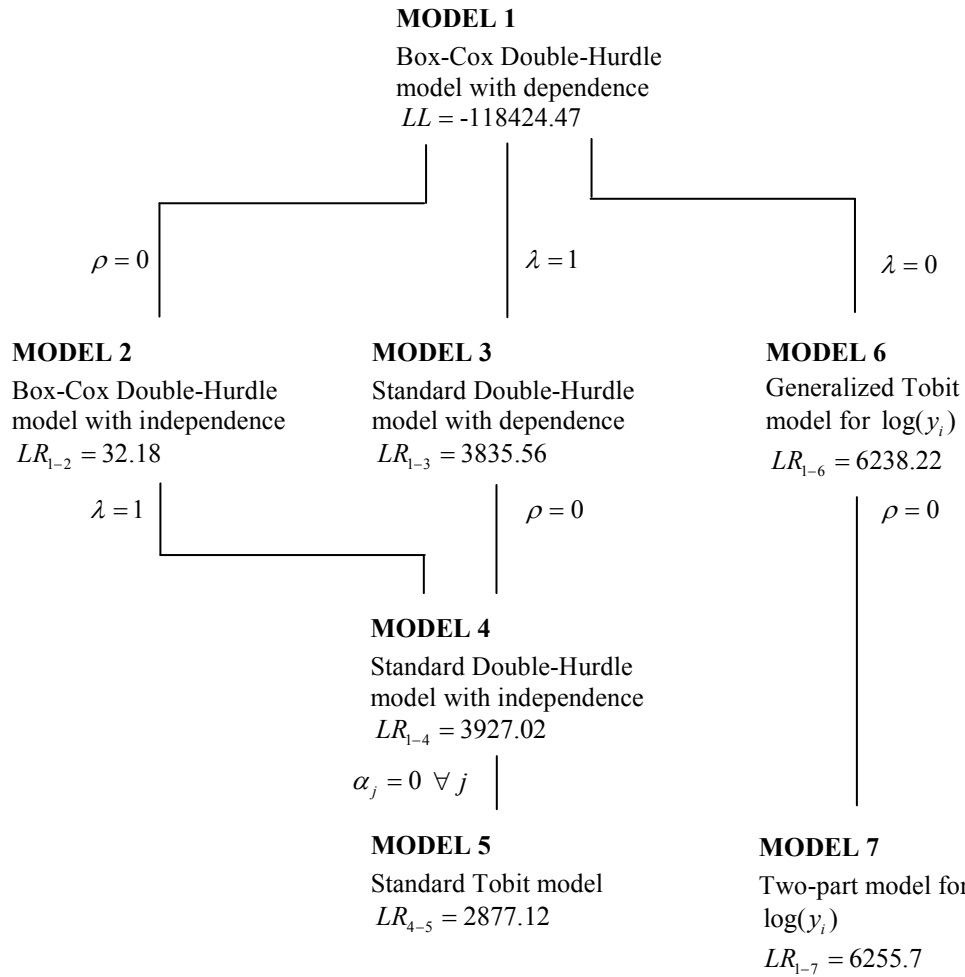 MODEL 1
Box-Cox Double-Hurdle
model with dependence
LL = -118424.47
ρ = 0
λ = 1
λ = 0
MODEL 2
Box-Cox Double-Hurdle
model with independence
LR₁₋₂ = 32.18
MODEL 3
Standard Double-Hurdle
model with dependence
LR₁₋₃ = 3835.56
MODEL 6
Generalized Tobit
model for log(yᵢ)
LR₁₋₆ = 6238.22
λ = 1
ρ = 0
ρ = 0
MODEL 4
Standard Double-Hurdle
model with independence
LR₁₋₄ = 3927.02
αⱼ = 0 ∀ j
MODEL 5
Standard Tobit model
LR₄₋₅ = 2877.12
MODEL 7
Two-part model for
log(yᵢ)
LR₁₋₇ = 6255.7